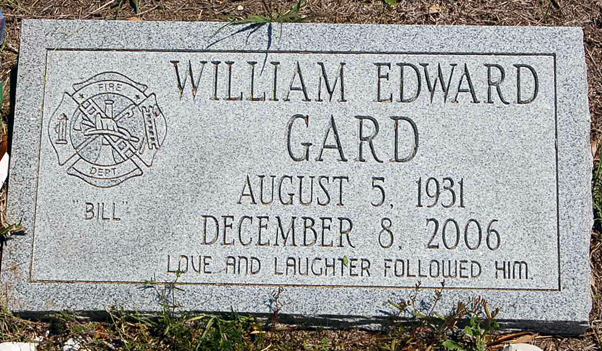 WILLIAM EDWARD
GARD
FIRE
DEPT
"BILL"
AUGUST 5, 1931
DECEMBER 8, 2006
LOVE AND LAUGHTER FOLLOWED HIM.